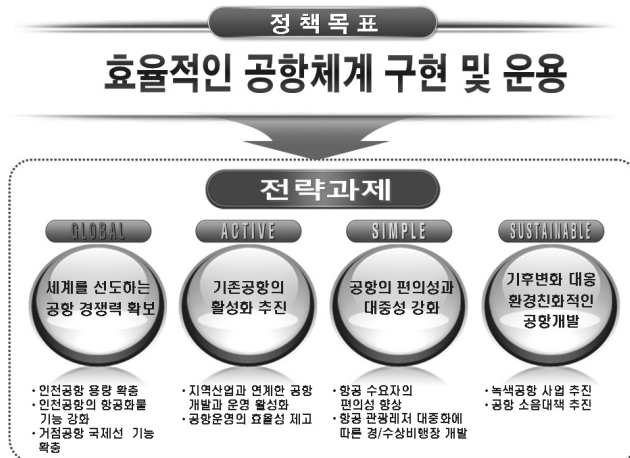 정책목표
효율적인 공항체계 구현 및 운용
전략과제
GLOBAL
세계를 선도하는
공항 경쟁력 확보
• 인천공항 용량 확충
• 인천공항의 항공화물
기능 강화
• 거점공항 국제선 기능
확충
ACTIVE
기존공항의
활성화 추진
• 지역산업과 연계한 공항
개발과 운영 활성화
• 공항운영의 효율성 제고
SIMPLE
공항의 편의성과
대중성 강화
• 항공 수요자의
편의성 향상
• 항공 관광레저 대중화에
따른 경/수상비행장 개발
SUSTAINABLE
기후변화 대응
환경친화적인
공항개발
• 녹색공항 사업 추진
• 공항 소음대책 추진